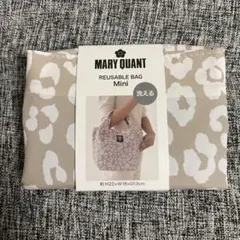 MARY QUANT
REUSABLE BAG
Mini
洗える